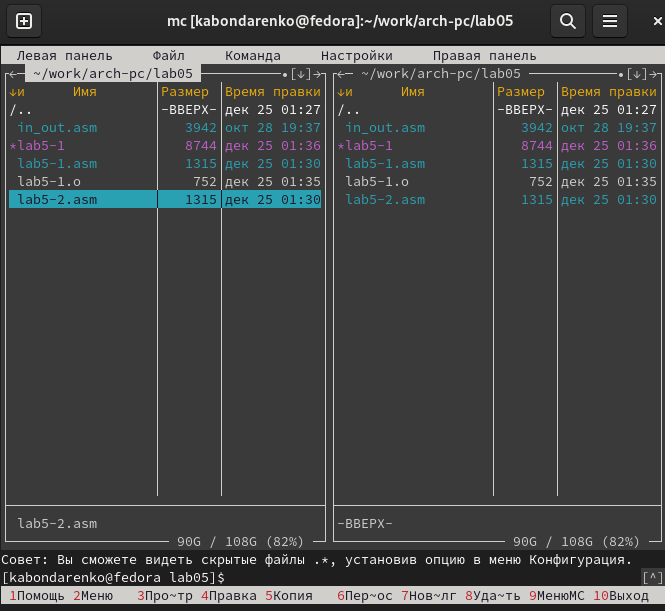 mc [kabondarenko@fedora]:~/work/arch-pc/lab05
Левая панель Файл Команда Настройки Правая панель
~/work/arch-pc/lab05 •[↓] ~/work/arch-pc/lab05 •[↓]
↓и Имя Размер Время правки ↓и Имя Размер Время правки
/.. -ВВЕРХ- дек 25 01:27 /.. -ВВЕРХ- дек 25 01:27
in_out.asm 3942 окт 28 19:37 in_out.asm 3942 окт 28 19:37
*lab5-1 8744 дек 25 01:36 *lab5-1 8744 дек 25 01:36
lab5-1.asm 1315 дек 25 01:30 lab5-1.asm 1315 дек 25 01:30
lab5-1.o 752 дек 25 01:35 lab5-1.o 752 дек 25 01:35
lab5-2.asm 1315 дек 25 01:30 lab5-2.asm 1315 дек 25 01:30
lab5-2.asm -ВВЕРХ-
90G / 108G (82%) 90G / 108G (82%)
Совет: Вы сможете видеть скрытые файлы .*, установив опцию в меню Конфигурация.
[kabondarenko@fedora lab05]$ [^]
1Помощь 2Меню 3Про~тр 4Правка 5Копия 6Пер~ос 7Нов~лг 8Уда~ть 9МенюMC 10Выход